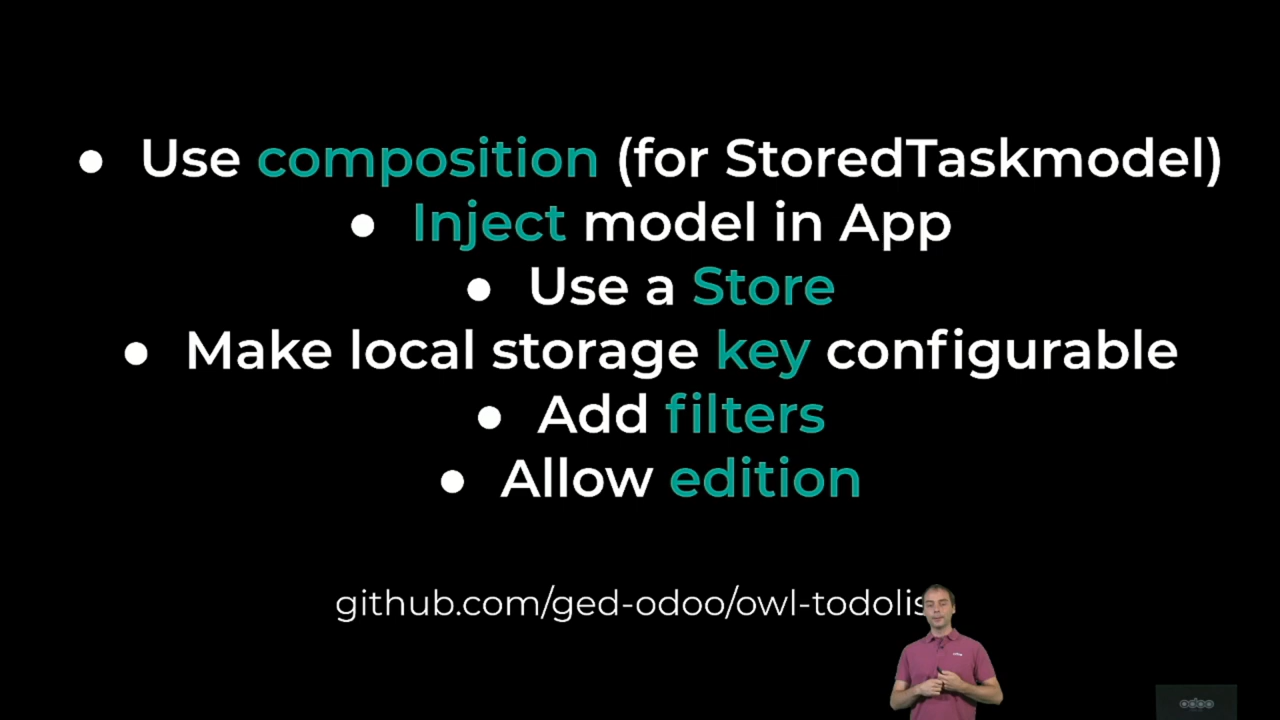 ● Use composition (for StoredTaskmodel)
● Inject model in App
● Use a Store
● Make local storage key configurable
● Add filters
● Allow edition
github.com/ged-odoo/owl-todolis
odoo